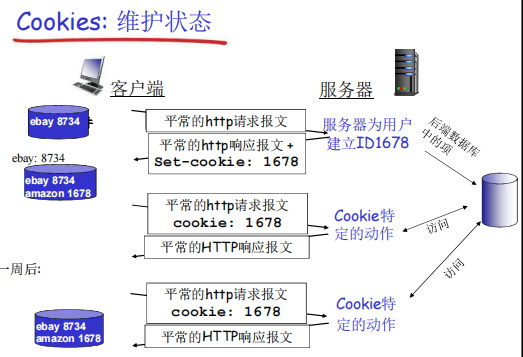 Cookies: 维护状态
客户端
服务器
ebay 8734
平常的http请求报文
服务器为用户
建立ID1678
后端数据库
中的项
平常的http响应报文 +
Set-cookie: 1678
ebay: 8734
ebay 8734
amazon 1678
平常的http请求报文
cookie: 1678
Cookie特
定的动作
访问
平常的HTTP响应报文
一周后:
访问
平常的http请求报文
cookie: 1678
Cookie特
定的动作
ebay 8734
amazon 1678
平常的HTTP响应报文